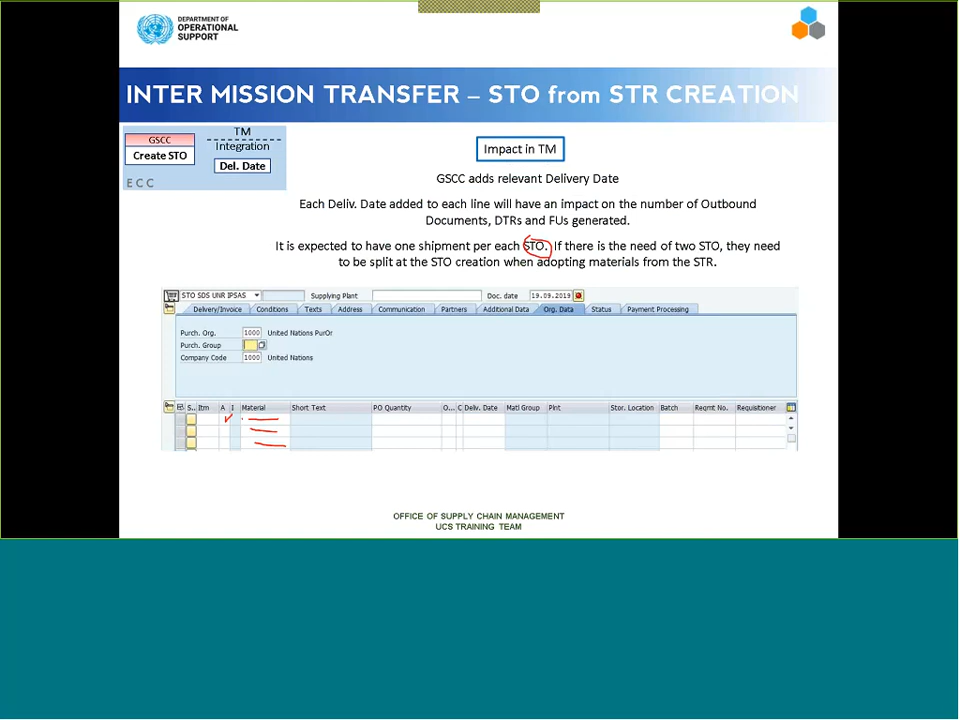 DEPARTMENT OF
OPERATIONAL
SUPPORT
INTER MISSION TRANSFER – STO from STR CREATION
GSCC
Create STO
ECC
TM
Integration
Del. Date
Impact in TM
GSCC adds relevant Delivery Date
Each Deliv. Date added to each line will have an impact on the number of Outbound
Documents, DTRs and FUs generated.
It is expected to have one shipment per each STO. If there is the need of two STO, they need
to be split at the STO creation when adopting materials from the STR.
STO SDS UNR IPSAS Supplying Plant Doc. date 19.09.2019
Delivery/Invoice Conditions Texts Address Communication Partners Additional Data Org. Data Status Payment Processing
Purch. Org. 1000 United Nations PurOr
Purch. Group
Company Code 1000 United Nations
S.. Itm A I Material Short Text PO Quantity O... C Deliv. Date Matl Group Plnt Stor. Location Batch Reqmt No. Requisitioner
OFFICE OF SUPPLY CHAIN MANAGEMENT
UCS TRAINING TEAM